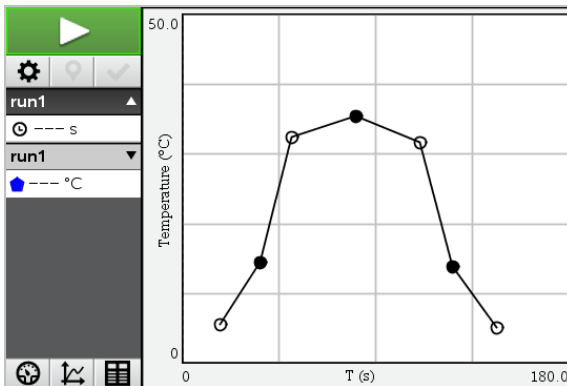 run1
--- s
run1
--- °C
50.0
Temperature (°C)
0
0
T (s)
180.0